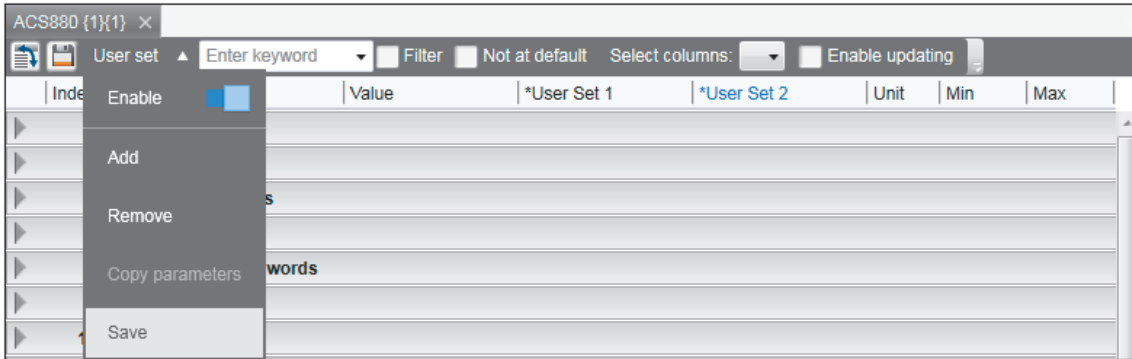 ACS880 {1}{1} ×
User set ▲ Enter keyword Filter Not at default Select columns: Enable updating
Value *User Set 1 *User Set 2 Unit Min Max
Enable
Add
Remove
words
Copy parameters
Save